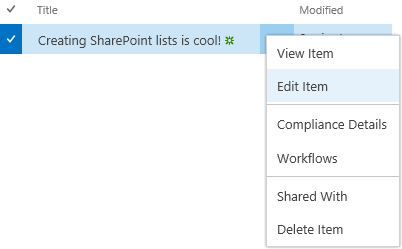 Title Modified
Creating SharePoint lists is cool!
View Item
Edit Item
Compliance Details
Workflows
Shared With
Delete Item